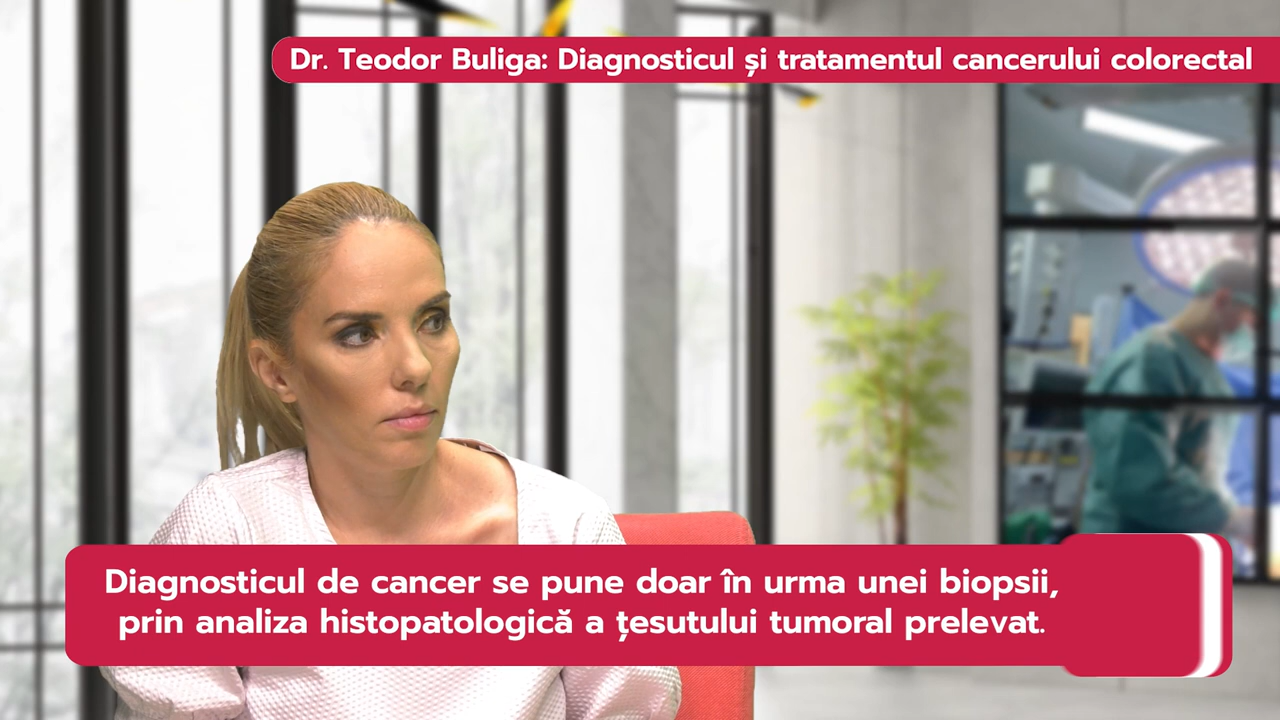 Dr. Teodor Buliga: Diagnosticul și tratamentul cancerului colorectal
Diagnosticul de cancer se pune doar în urma unei biopsii,
prin analiza histopatologică a țesutului tumoral prelevat.